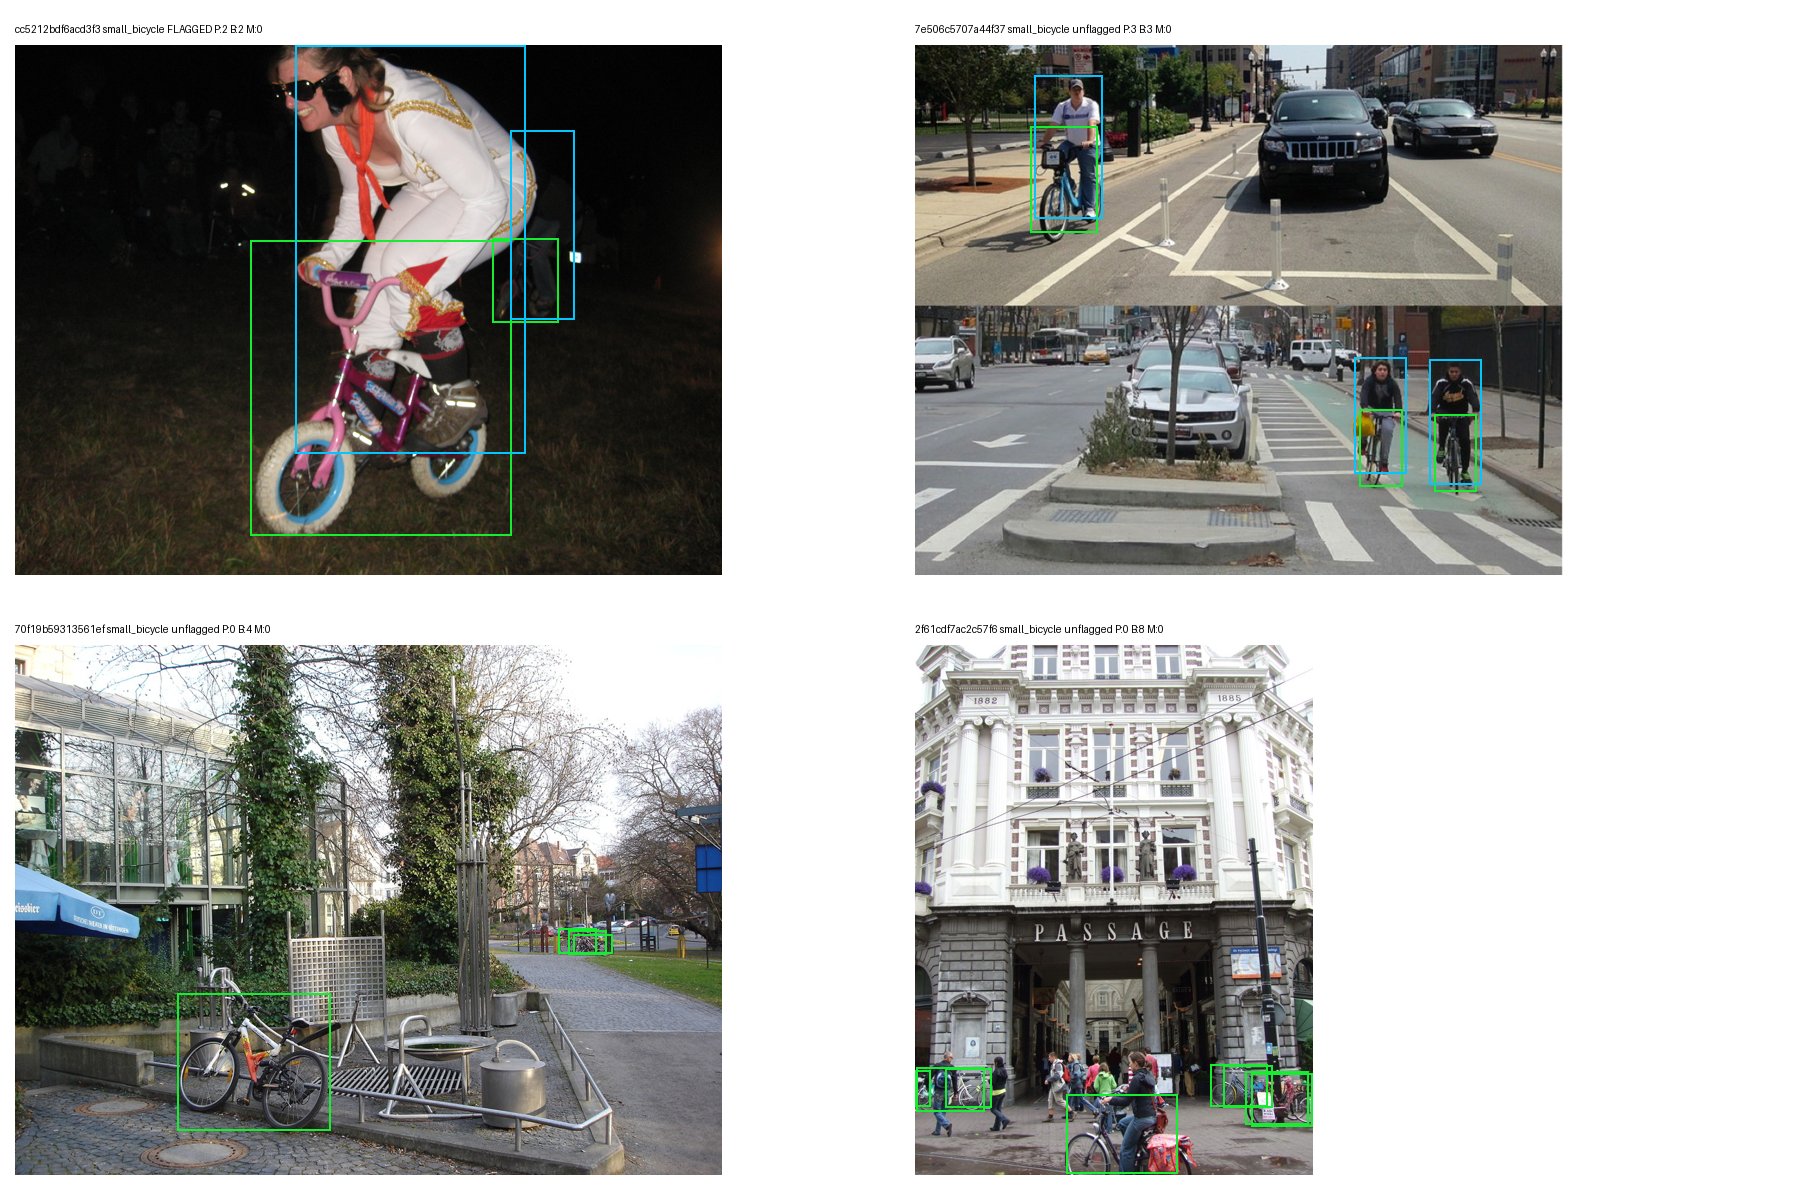 cc5212bdf6acd3f3 small_bicycle FLAGGED P:2 B:2 M:0
7e506c5707a44f37 small_bicycle unflagged P:3 B:3 M:0
70f19b59313561ef small_bicycle unflagged P:0 B:4 M:0
2f61cdf7ac2c57f6 small_bicycle unflagged P:0 B:8 M:0
1882
1885
PASSAGE